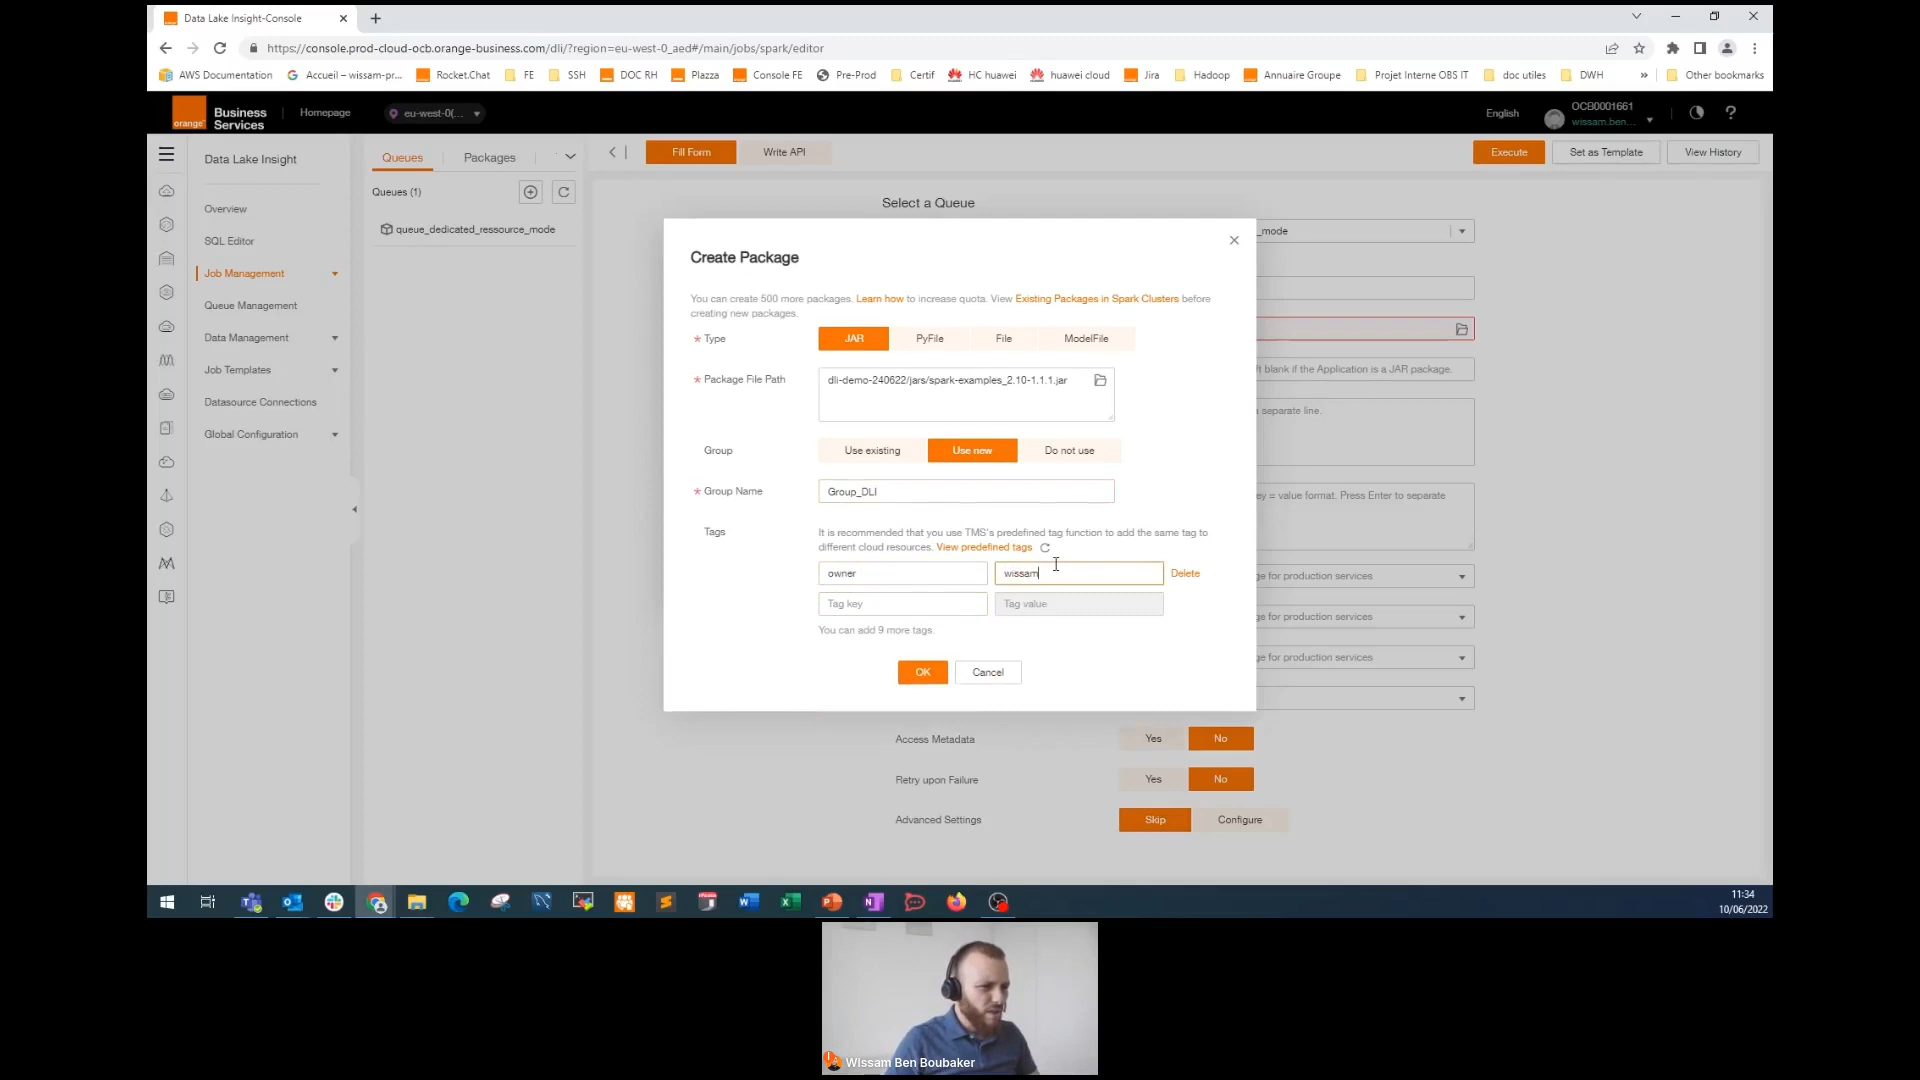 Data Lake Insight-Console
https://console.prod-cloud-ocb.orange-business.com/dli/?region=eu-west-0_aed#/main/jobs/spark/editor
AWS Documentation
Accueil – wissam-pr...
Rocket.Chat
FE
SSH
DOC RH
Plazza
Console FE
Pre-Prod
Certif
HC huawei
huawei cloud
Jira
Hadoop
Annuaire Groupe
Projet Interne OBS IT
doc utiles
DWH
»
Other bookmarks
orange
Business
Services
Homepage
eu-west-0(...
English
OCB0001661
wissam.ben...
?
Data Lake Insight
Overview
SQL Editor
Job Management
Queue Management
Data Management
Job Templates
Datasource Connections
Global Configuration
Queues
Packages
Queues (1)
queue_dedicated_ressource_mode
Fill Form
Write API
Execute
Set as Template
View History
Select a Queue
_mode
t blank if the Application is a JAR package.
a separate line.
ey = value format. Press Enter to separate
ge for production services
ge for production services
ge for production services
Create Package
You can create 500 more packages. Learn how to increase quota. View Existing Packages in Spark Clusters before
creating new packages.
* Type
JAR
PyFile
File
ModelFile
* Package File Path
dli-demo-240622/jars/spark-examples_2.10-1.1.1.jar
Group
Use existing
Use new
Do not use
* Group Name
Group_DLI
Tags
It is recommended that you use TMS's predefined tag function to add the same tag to
different cloud resources. View predefined tags
owner
wissam
Delete
Tag key
Tag value
You can add 9 more tags.
OK
Cancel
Access Metadata
Yes
No
Retry upon Failure
Yes
No
Advanced Settings
Skip
Configure
11:34
10/06/2022
Wissam Ben Boubaker